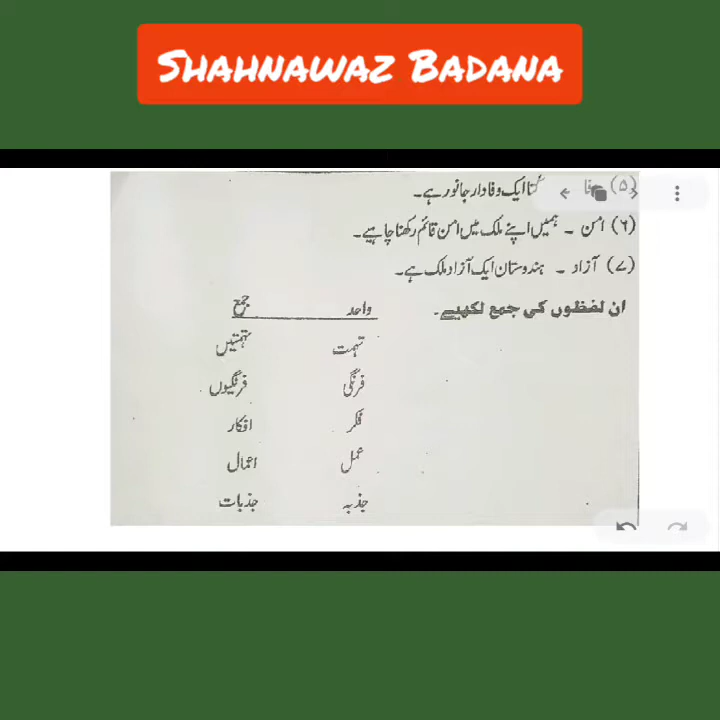 SHAHNAWAZ BADANA
(۵) کتا ایک وفادار جانور ہے۔
(۶) امن ۔ ہمیں اپنے ملک میں امن قائم رکھنا چاہیے۔
(۷) آزاد ۔ ہندوستان ایک آزاد ملک ہے۔
ان لفظوں کی جمع لکھیے۔ واحد جمع
تہمت تہمتیں
فرنگی فرنگیوں
فکر افکار
عمل اعمال
جذبہ جذبات